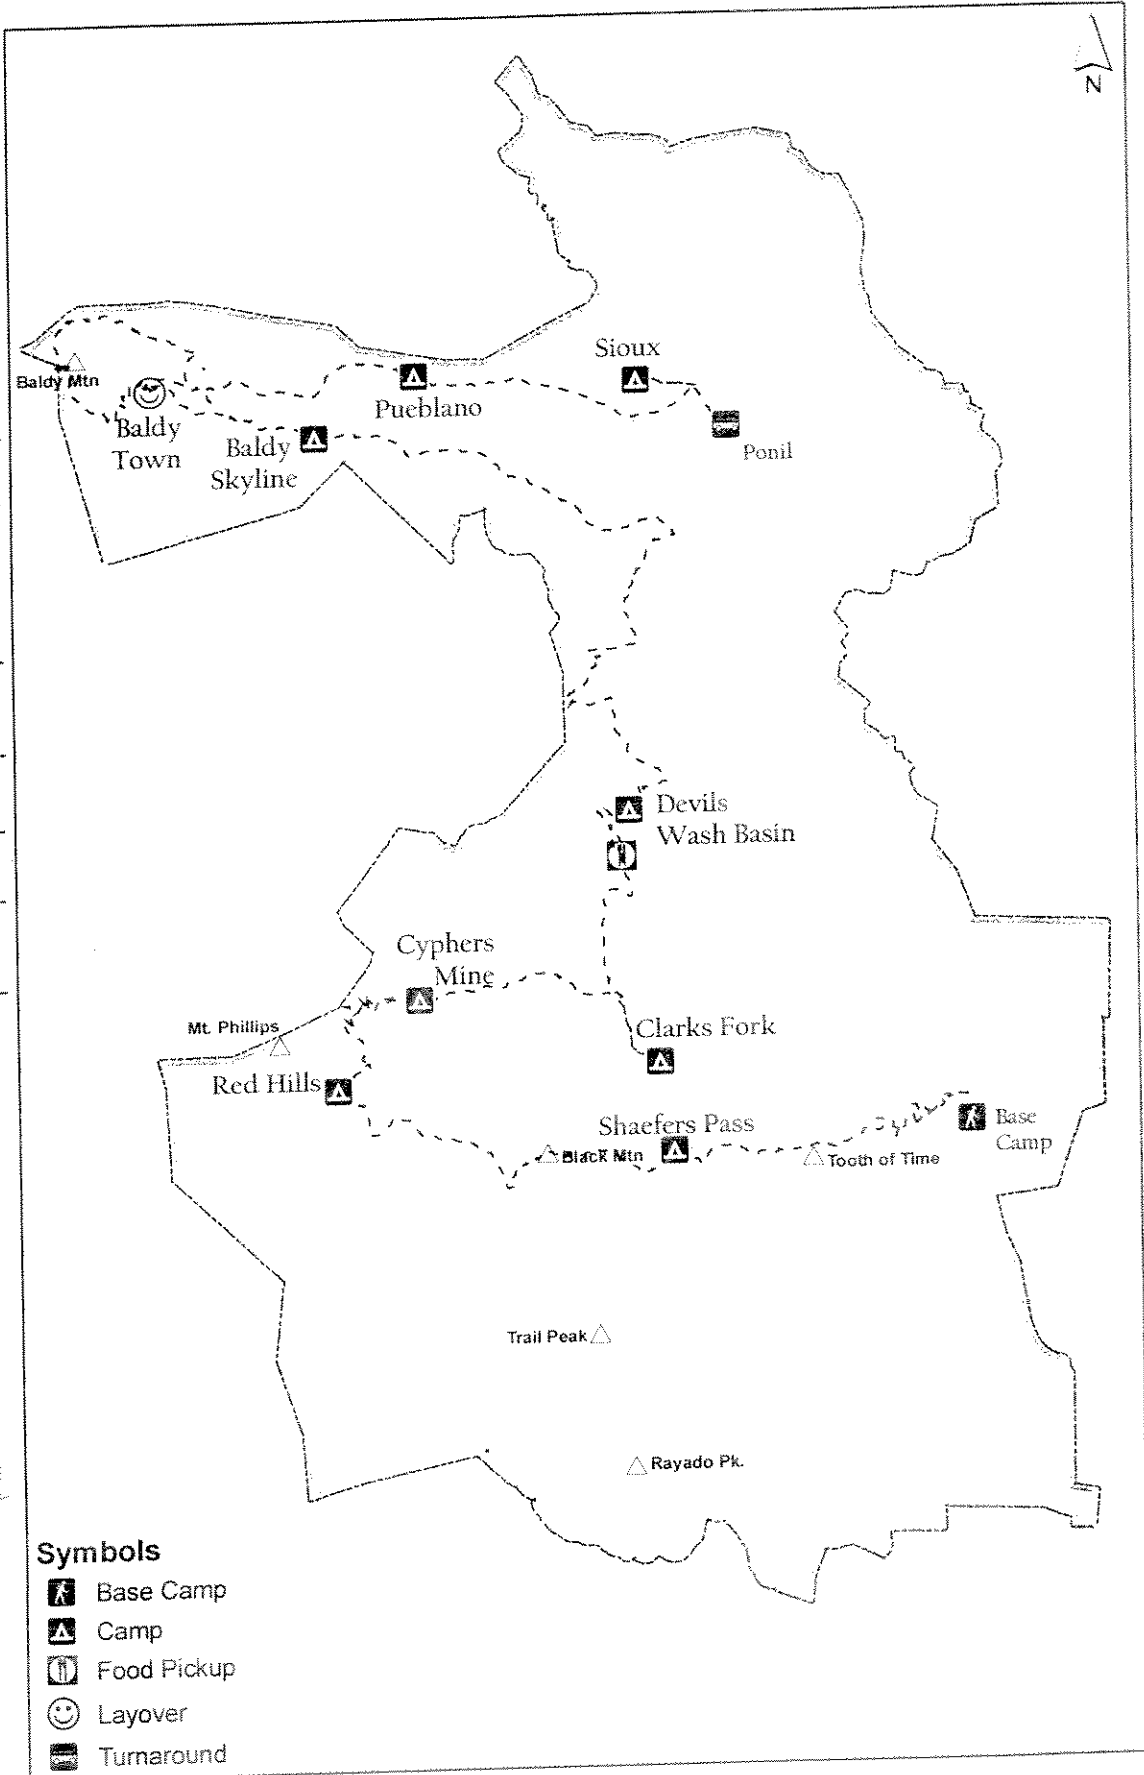 N
Sioux
Baldy Mtn
Pueblano
Baldy
Town
Baldy
Skyline
Ponil
Devils
Wash Basin
Cyphers
Mine
Mt. Phillips
Clarks Fork
Red Hills
Shaefers Pass
Base
Camp
Black Mtn
Tooth of Time
Trail Peak
Rayado Pk.
Symbols
Base Camp
Camp
Food Pickup
Layover
Turnaround